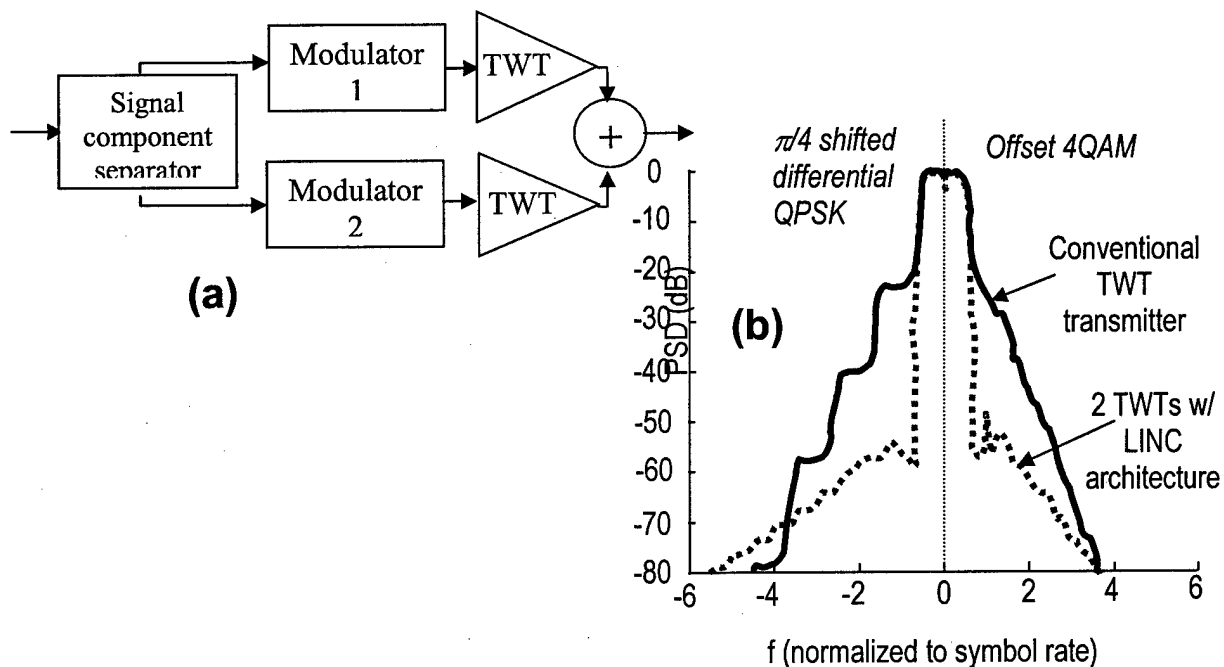 Signal
component
separator
Modulator
1
TWT
Modulator
2
TWT
+
(a)
π/4 shifted
differential
QPSK
Offset 4QAM
Conventional
TWT
transmitter
(b)
2 TWTs w/
LINC
architecture
PSD (dB)
0
-10
-20
-30
-40
-50
-60
-70
-80
-6 -4 -2 0 2 4 6
f (normalized to symbol rate)